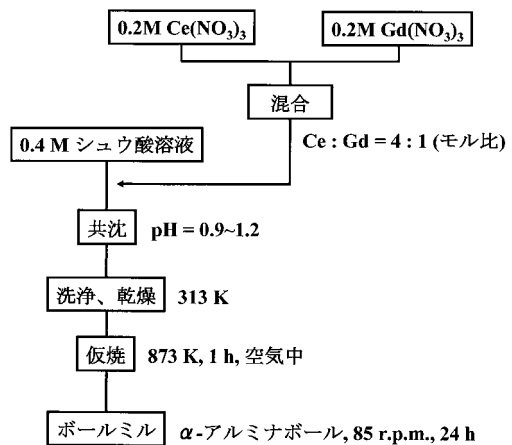 0.2M Ce(NO₃)₃
0.2M Gd(NO₃)₃
混合
Ce : Gd = 4 : 1 (モル比)
0.4 M シュウ酸溶液
共沈
pH = 0.9~1.2
洗浄、乾燥
313 K
仮焼
873 K, 1 h, 空気中
ボールミル
α-アルミナボール, 85 r.p.m., 24 h